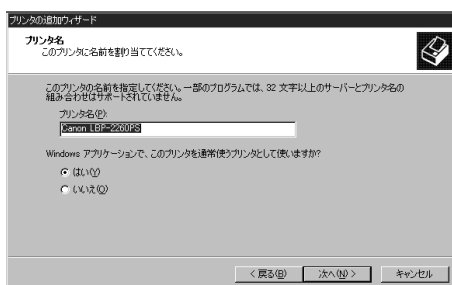 プリンタの追加ウィザード
プリンタ名
このプリンタに名前を割り当ててください。
このプリンタの名前を指定してください。一部のプログラムでは、32 文字以上のサーバーとプリンタ名の
組み合わせはサポートされていません。
プリンタ名(P):
Canon LBP-2260PS
Windows アプリケーションで、このプリンタを通常使うプリンタとして使いますか?
はい(Y)
いいえ(O)
< 戻る(B) 次へ(N) > キャンセル